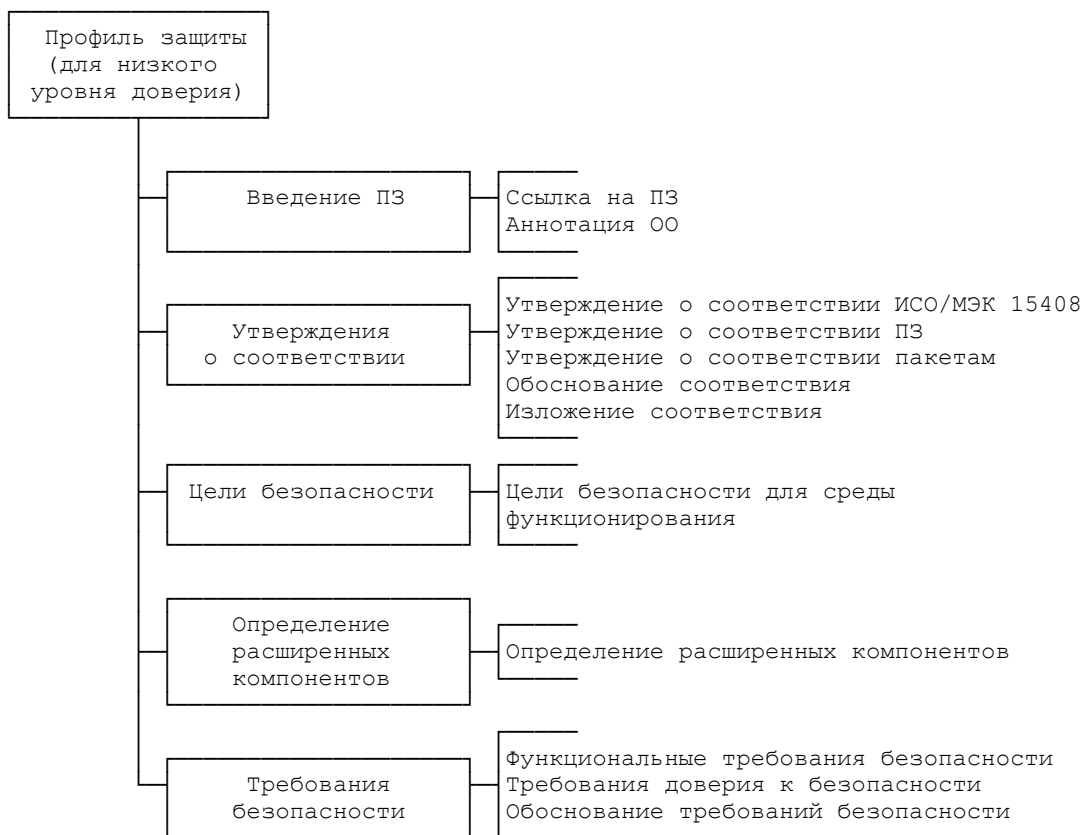 Профиль защиты
(для низкого
уровня доверия)
Введение ПЗ
Ссылка на ПЗ
Аннотация ОО
Утверждения
о соответствии
Утверждение о соответствии ИСО/МЭК 15408
Утверждение о соответствии ПЗ
Утверждение о соответствии пакетам
Обоснование соответствия
Изложение соответствия
Цели безопасности
Цели безопасности для среды
функционирования
Определение
расширенных
компонентов
Определение расширенных компонентов
Требования
безопасности
Функциональные требования безопасности
Требования доверия к безопасности
Обоснование требований безопасности